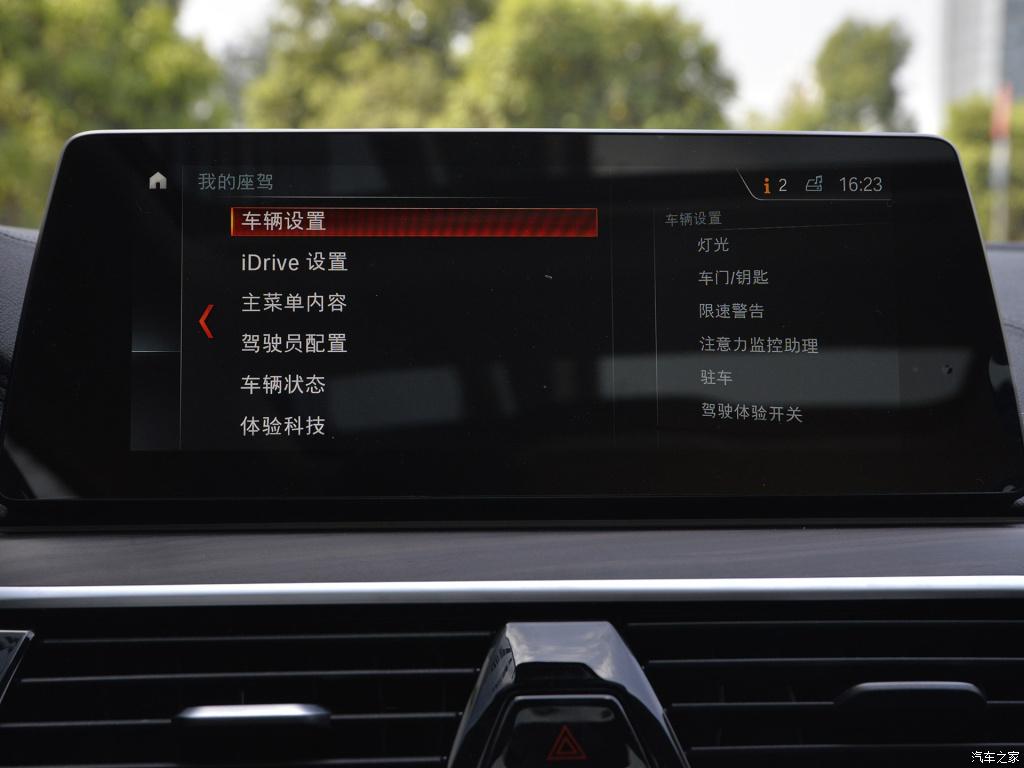 我的座驾
i 2 16:23
车辆设置
iDrive 设置
主菜单内容
驾驶员配置
车辆状态
体验科技
车辆设置
灯光
车门/钥匙
限速警告
注意力监控助理
驻车
驾驶体验开关
汽车之家